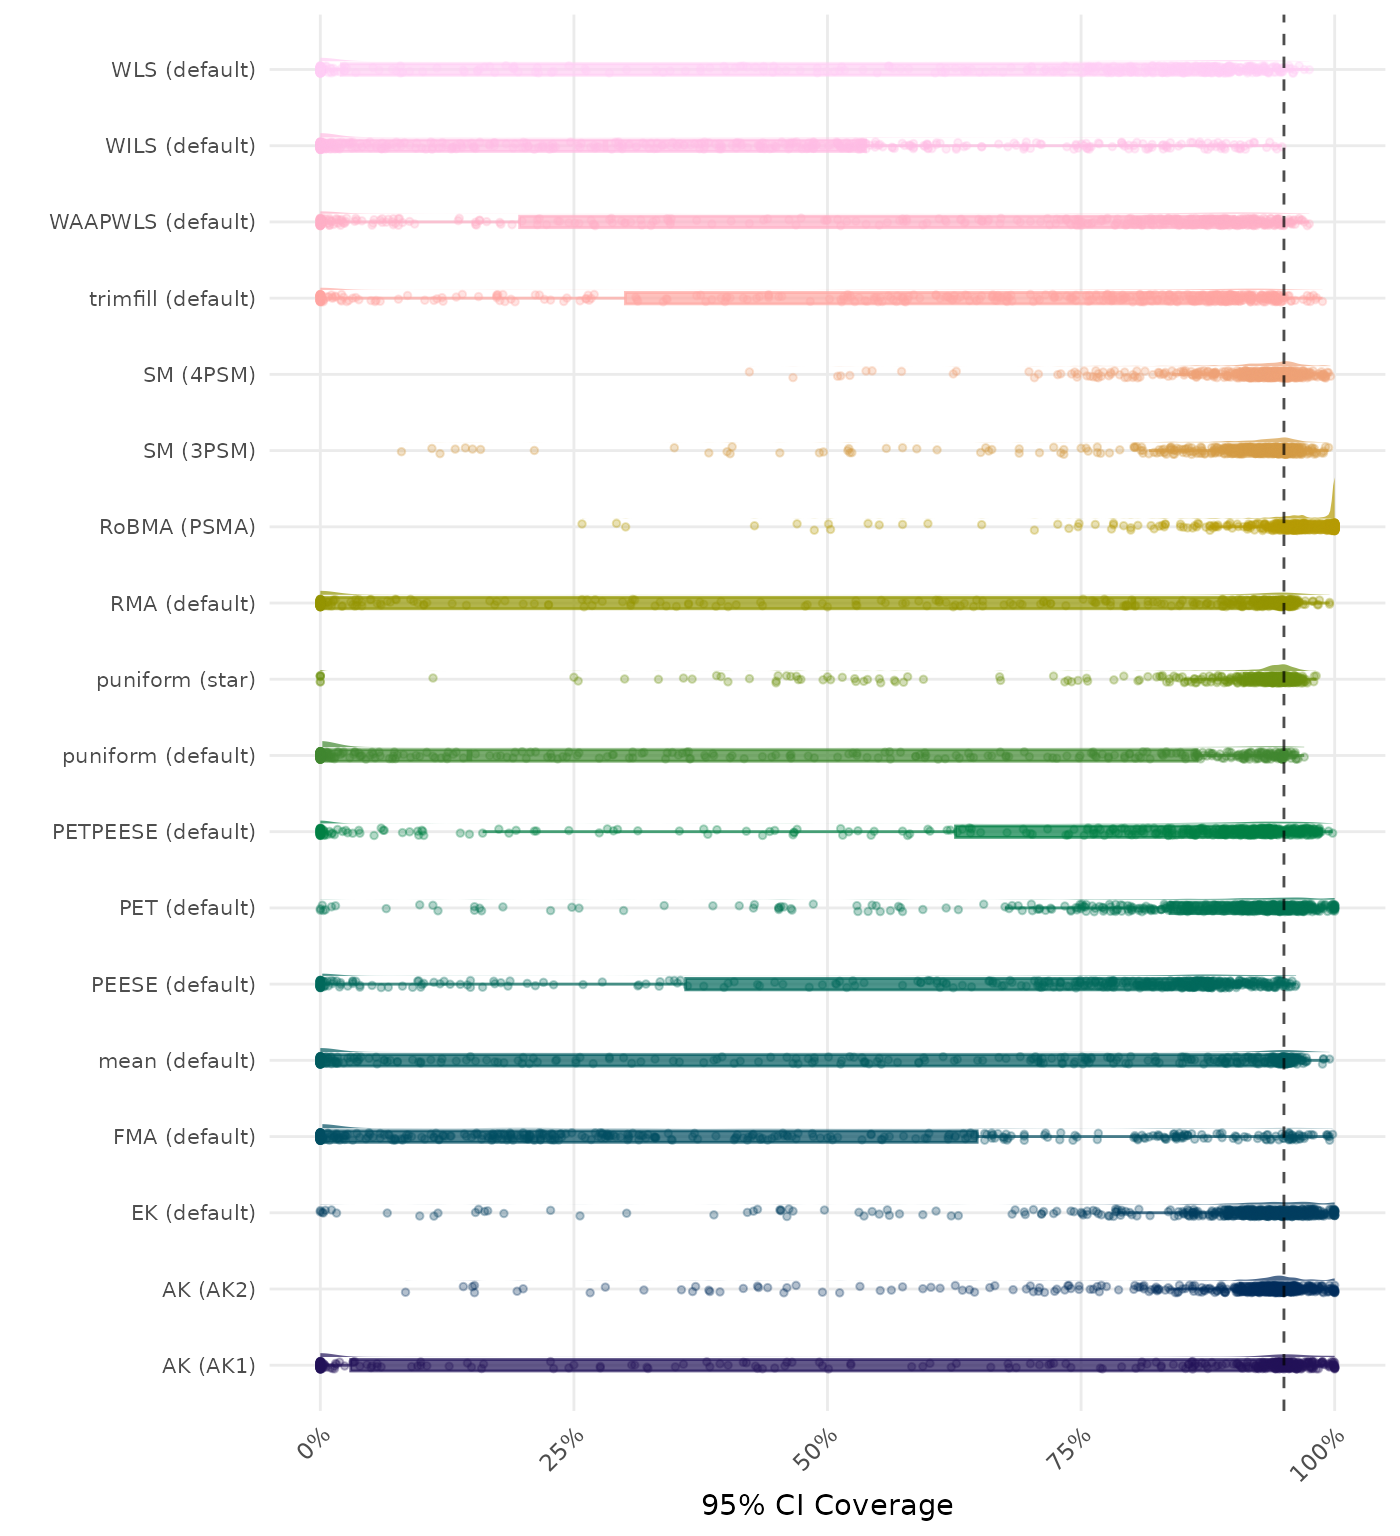 WLS (default)
WILS (default)
WAAPWLS (default)
trimfill (default)
SM (4PSM)
SM (3PSM)
RoBMA (PSMA)
RMA (default)
puniform (star)
puniform (default)
PETPEESE (default)
PET (default)
PEESE (default)
mean (default)
FMA (default)
EK (default)
AK (AK2)
AK (AK1)
0% 25% 50% 75% 100%
95% CI Coverage